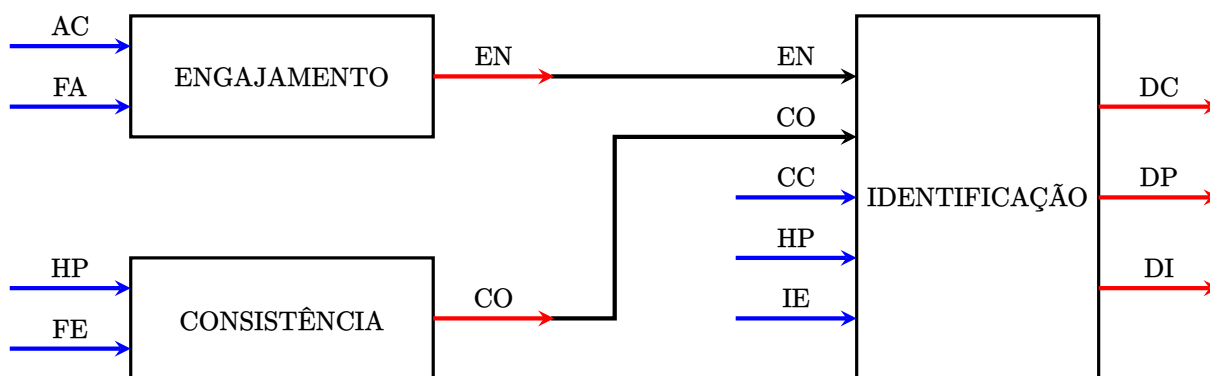 AC
FA
ENGAJAMENTO
EN
EN
CO
CC
HP
IE
IDENTIFICAÇÃO
DC
DP
DI
HP
FE
CONSISTÊNCIA
CO